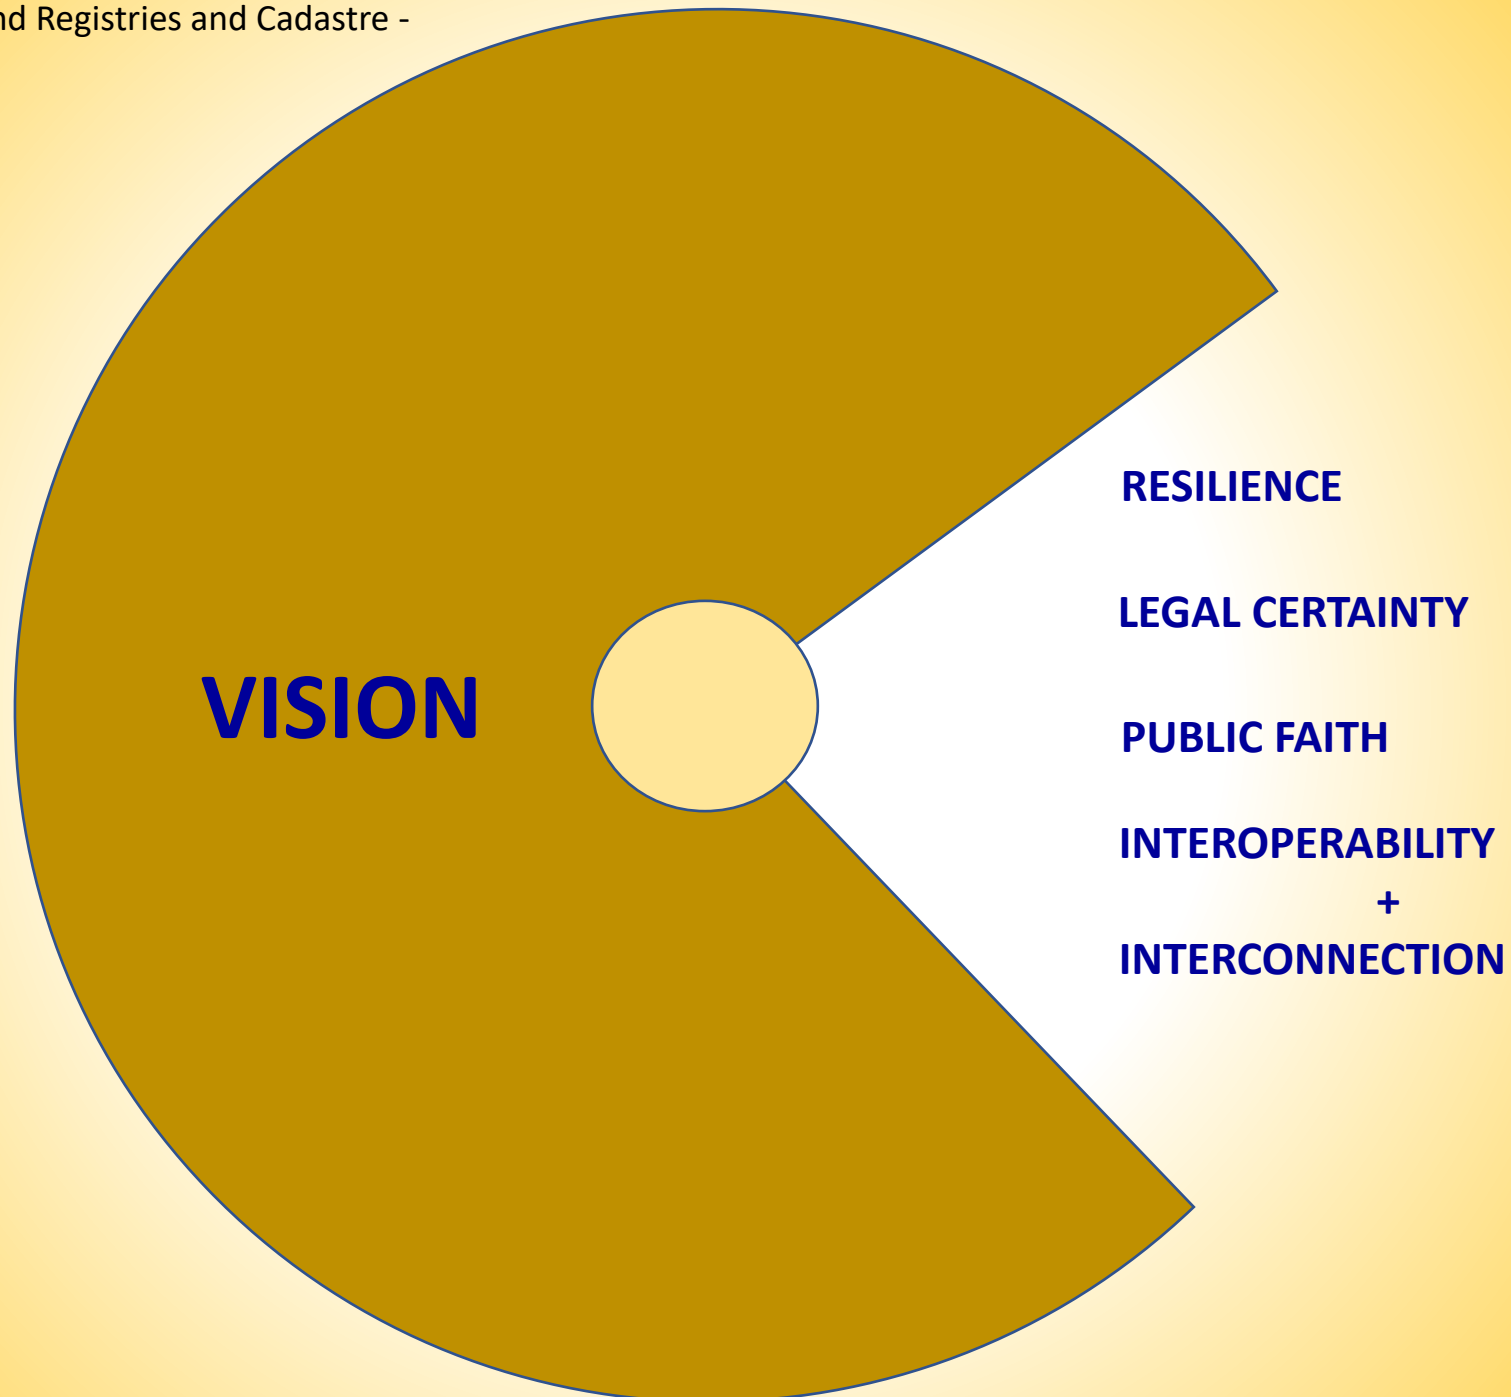 nd Registries and Cadastre -
RESILIENCE
LEGAL CERTAINTY
VISION
PUBLIC FAITH
INTEROPERABILITY
+
INTERCONNECTION